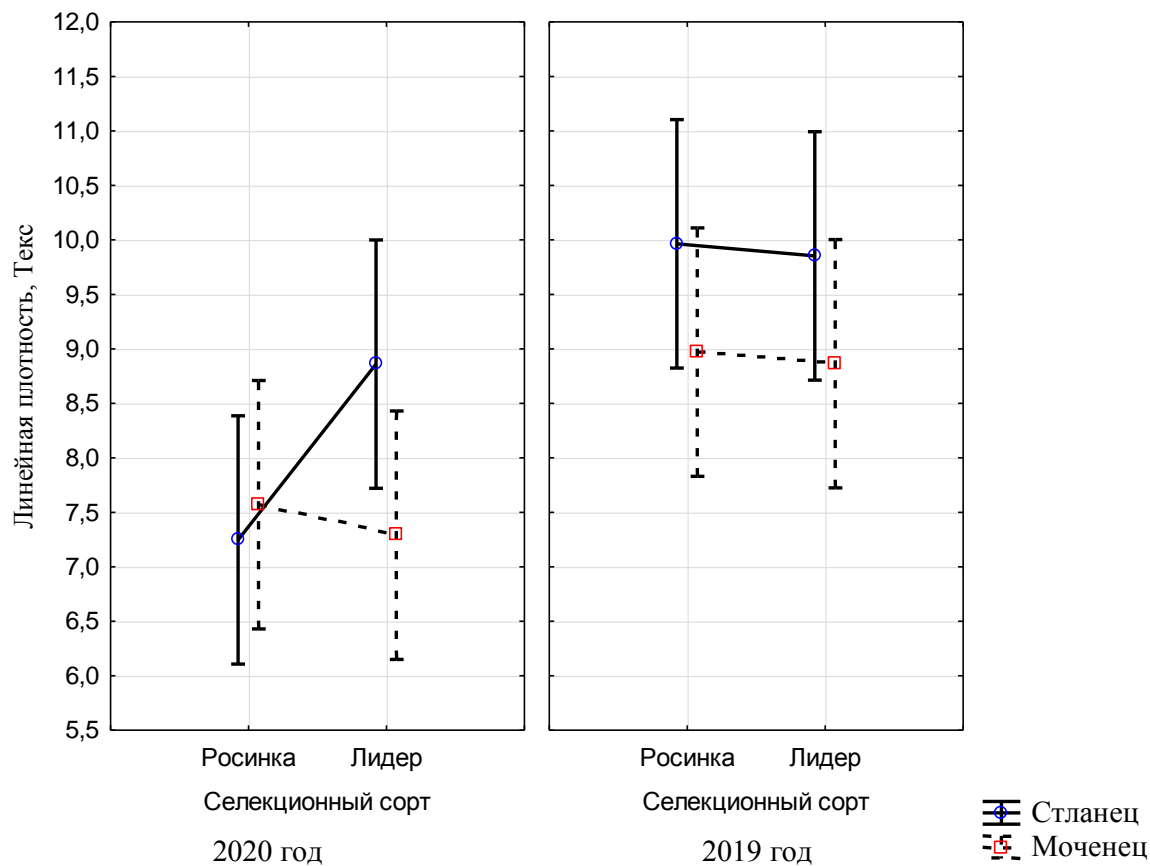 Линейная плотность, Текс
12,0
11,5
11,0
10,5
10,0
9,5
9,0
8,5
8,0
7,5
7,0
6,5
6,0
5,5
Росинка Лидер
Селекционный сорт
2020 год
Росинка Лидер
Селекционный сорт
2019 год
Стланец
Моченец